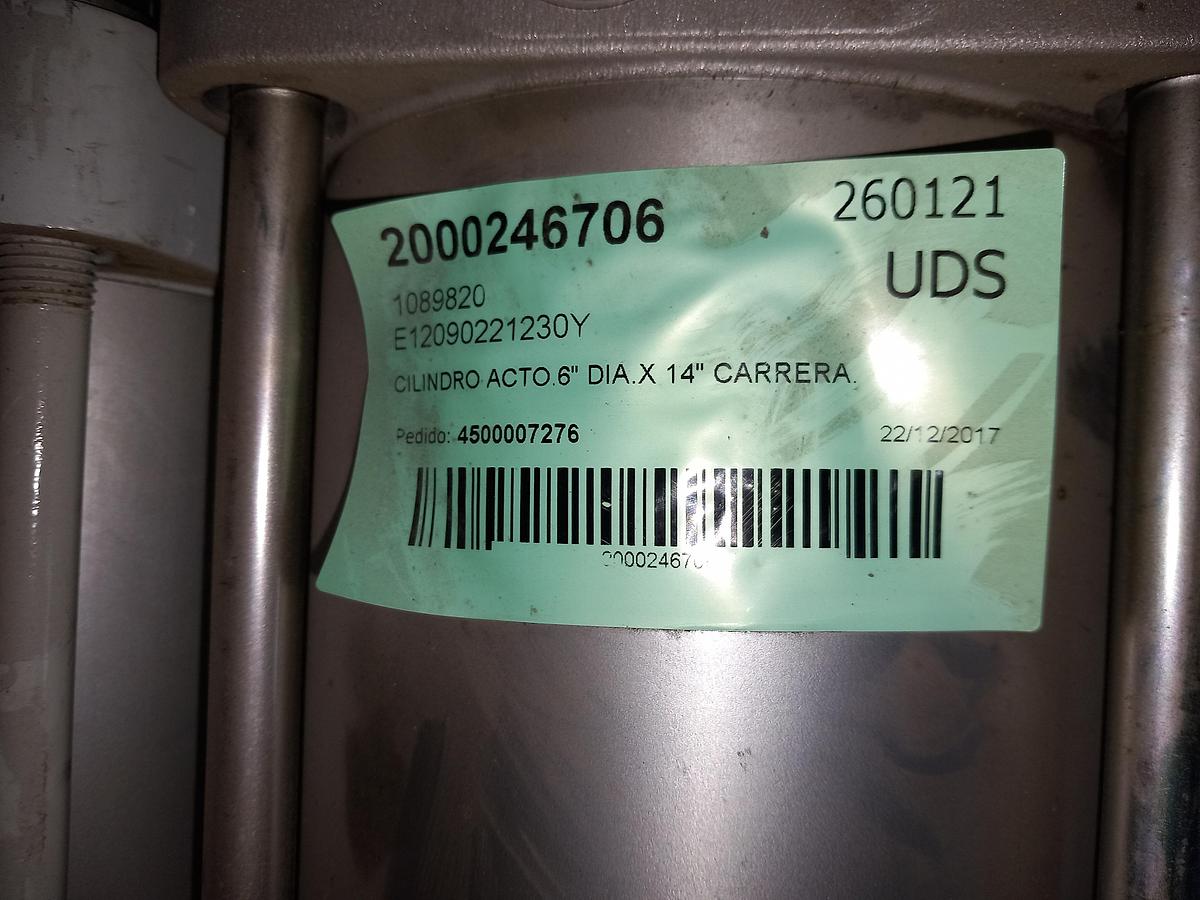 2000246706
260121
UDS
1089820
E12090221230Y
CILINDRO ACTO.6" DIA.X 14" CARRERA.
Pedido: 4500007276
22/12/2017